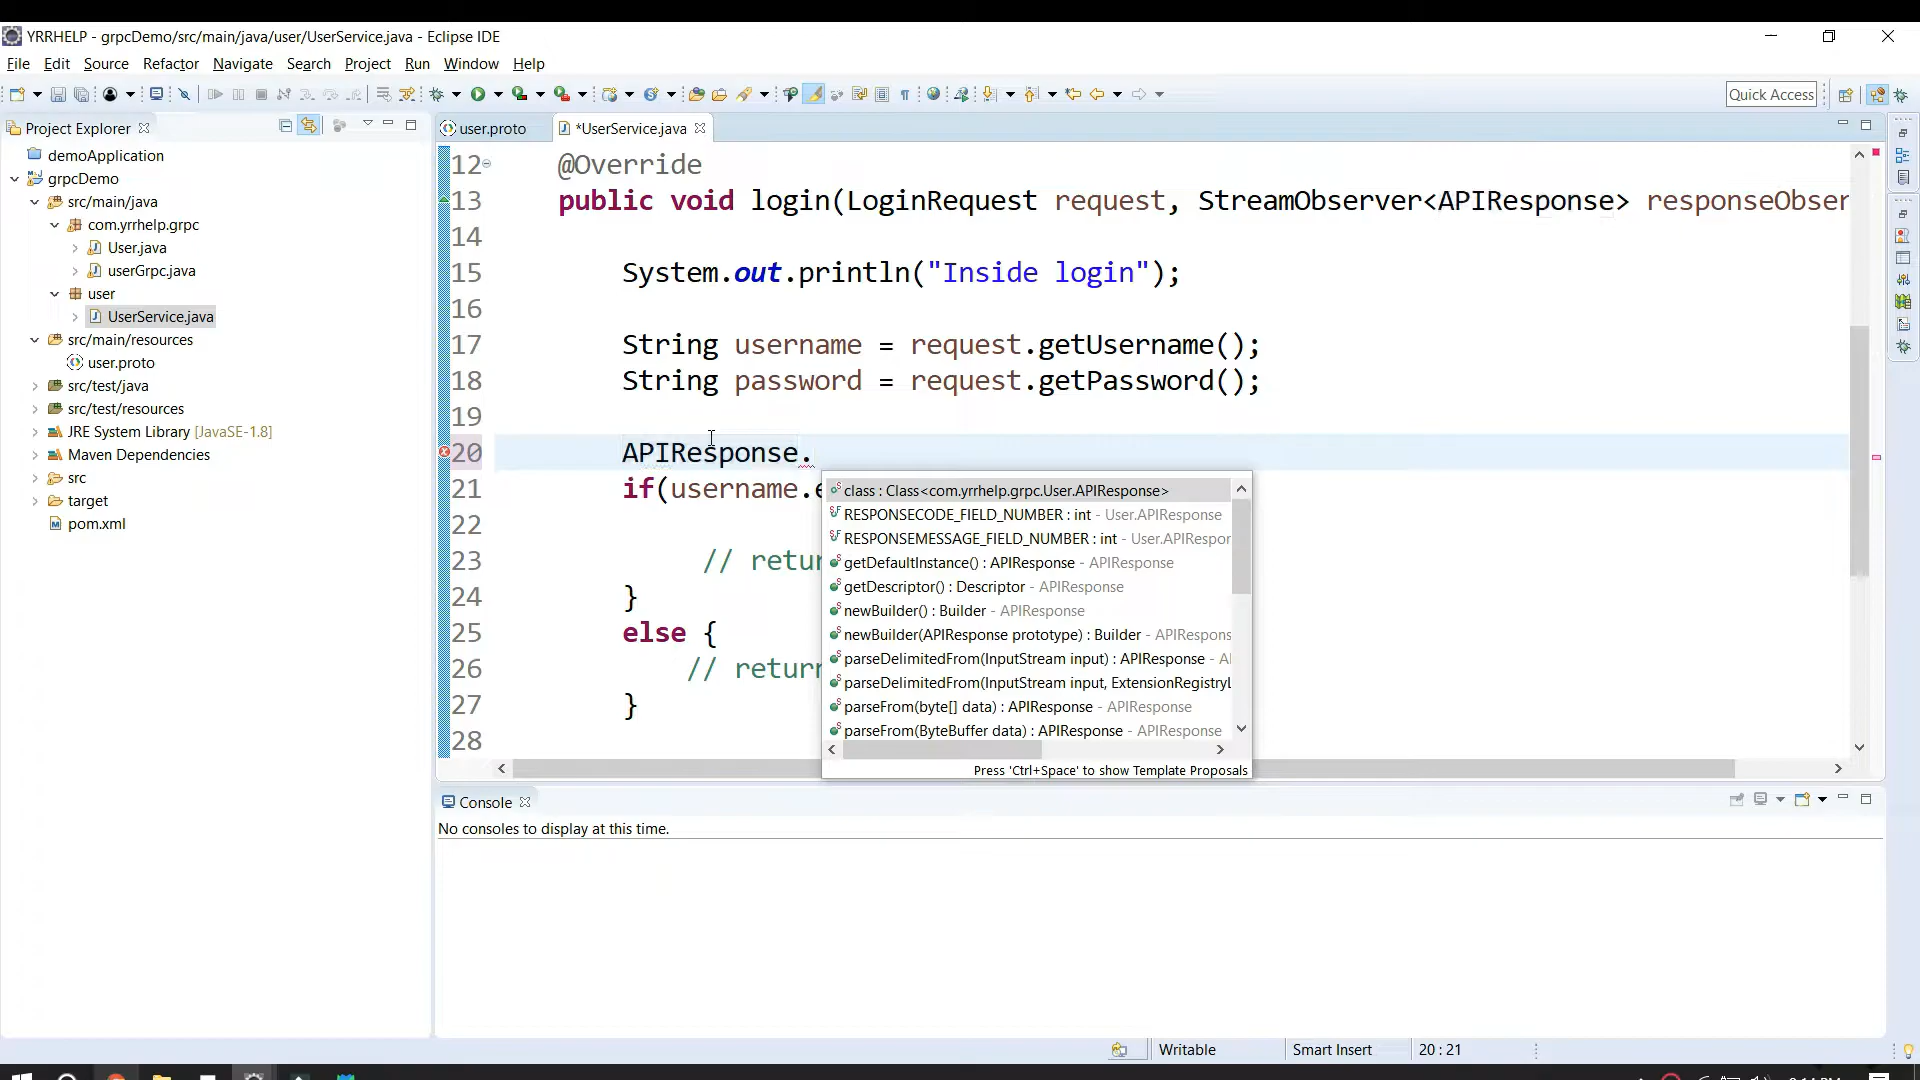 YRRHELP - grpcDemo/src/main/java/user/UserService.java - Eclipse IDE
File Edit Source Refactor Navigate Search Project Run Window Help
Quick Access
Project Explorer
demoApplication
grpcDemo
src/main/java
com.yrrhelp.grpc
User.java
userGrpc.java
user
UserService.java
src/main/resources
user.proto
src/test/java
src/test/resources
JRE System Library [JavaSE-1.8]
Maven Dependencies
src
target
pom.xml
user.proto *UserService.java
12 @Override
13 public void login(LoginRequest request, StreamObserver<APIResponse> responseObser
14
15 System.out.println("Inside login");
16
17 String username = request.getUsername();
18 String password = request.getPassword();
19
20 APIResponse.
21 if(username.e
22
23 // retur
24 }
25 else {
26 // return
27 }
28
class : Class<com.yrrhelp.grpc.User.APIResponse>
RESPONSECODE_FIELD_NUMBER : int - User.APIResponse
RESPONSEMESSAGE_FIELD_NUMBER : int - User.APIRespor
getDefaultInstance() : APIResponse - APIResponse
getDescriptor() : Descriptor - APIResponse
newBuilder() : Builder - APIResponse
newBuilder(APIResponse prototype) : Builder - APIRespons
parseDelimitedFrom(InputStream input) : APIResponse - AI
parseDelimitedFrom(InputStream input, ExtensionRegistryL
parseFrom(byte[] data) : APIResponse - APIResponse
parseFrom(ByteBuffer data) : APIResponse - APIResponse
Press 'Ctrl+Space' to show Template Proposals
Console
No consoles to display at this time.
Writable Smart Insert 20 : 21